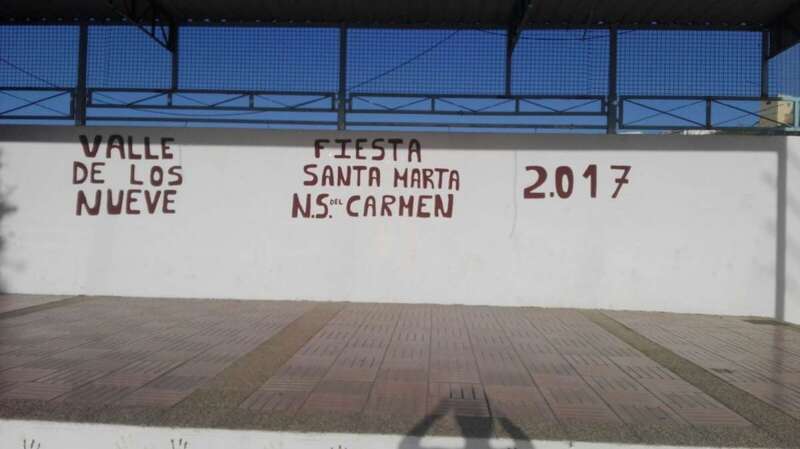 VALLE
DE LOS
NUEVE
FIESTA
SANTA MARTA
N.S. DEL CARMEN
2.017